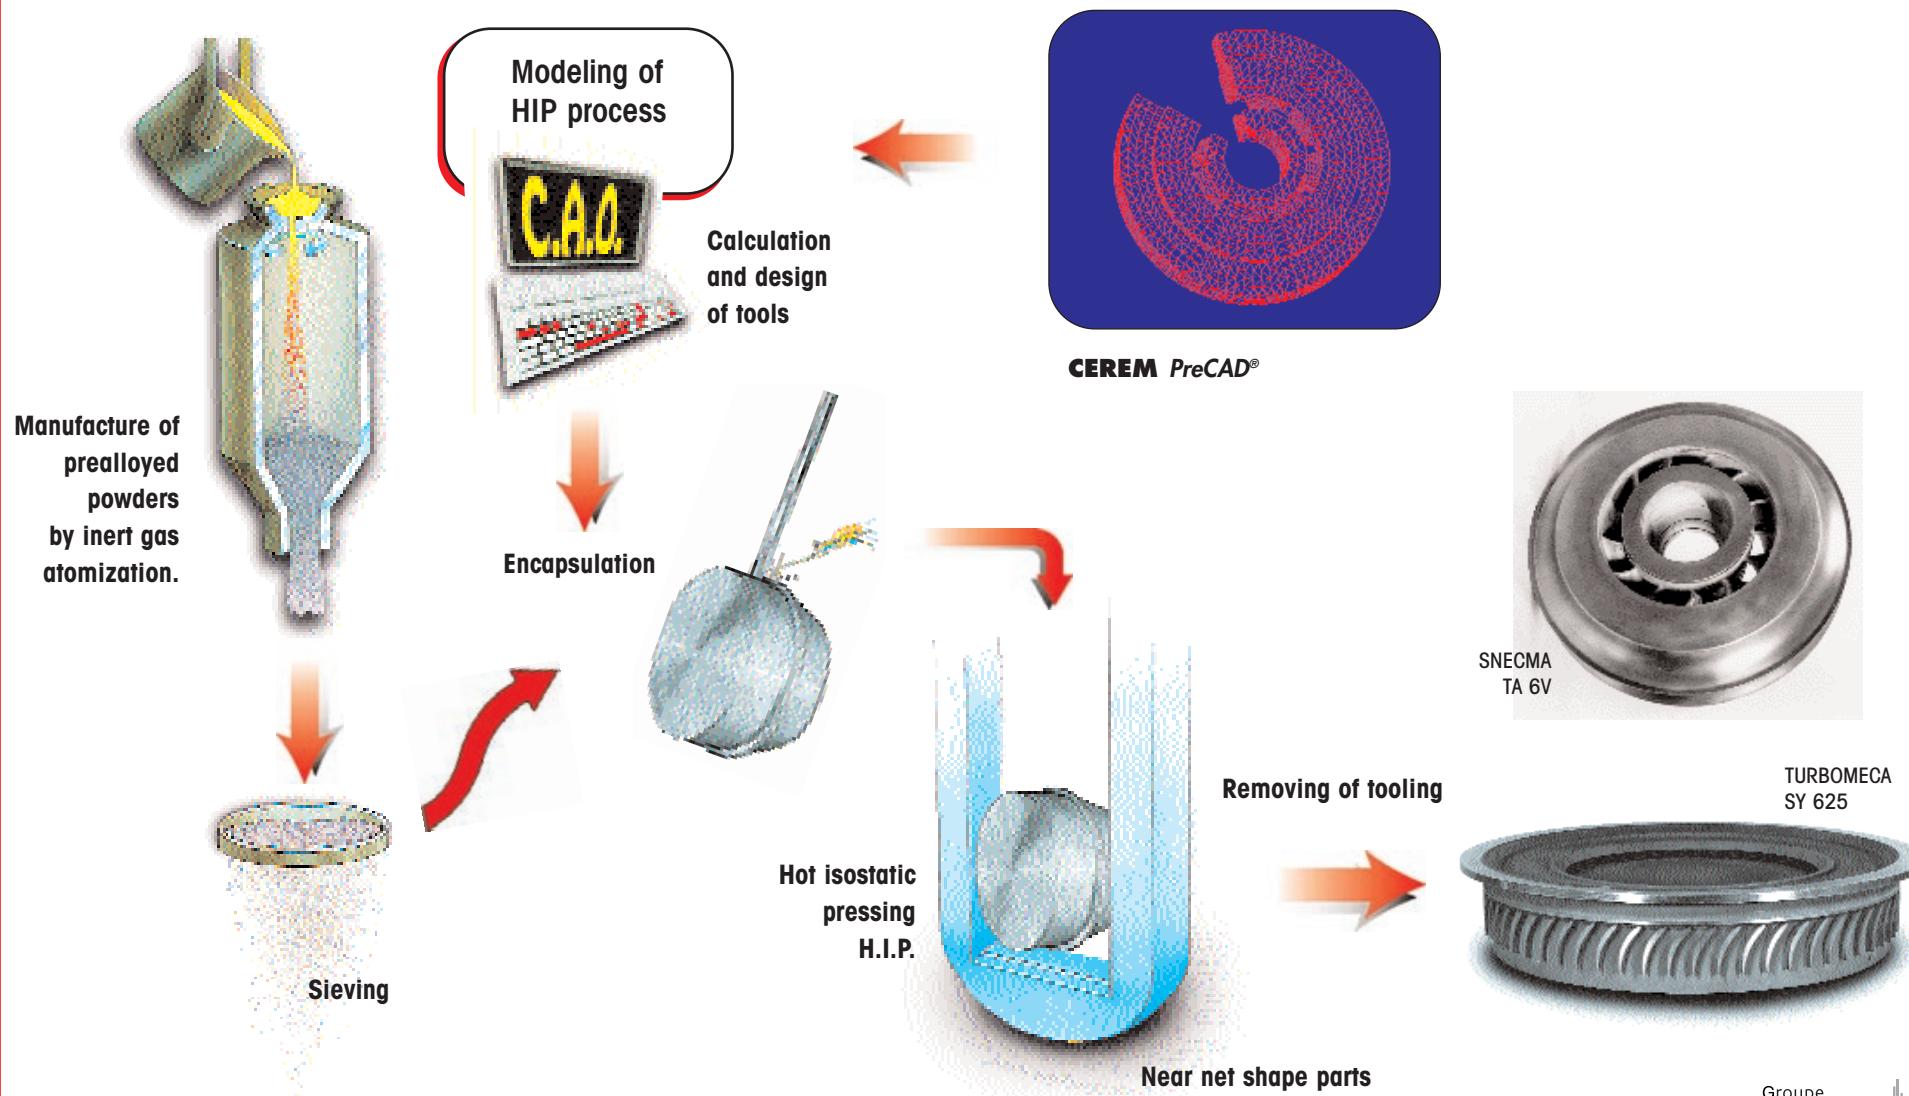 Modeling of
HIP process
C.A.O.
Calculation
and design
of tools
CEREM PreCAD®
Manufacture of
prealloyed
powders
by inert gas
atomization.
Encapsulation
SNECMA
TA 6V
Removing of tooling
TURBOMECA
SY 625
Hot isostatic
pressing
H.I.P.
Sieving
Near net shape parts
Groupe